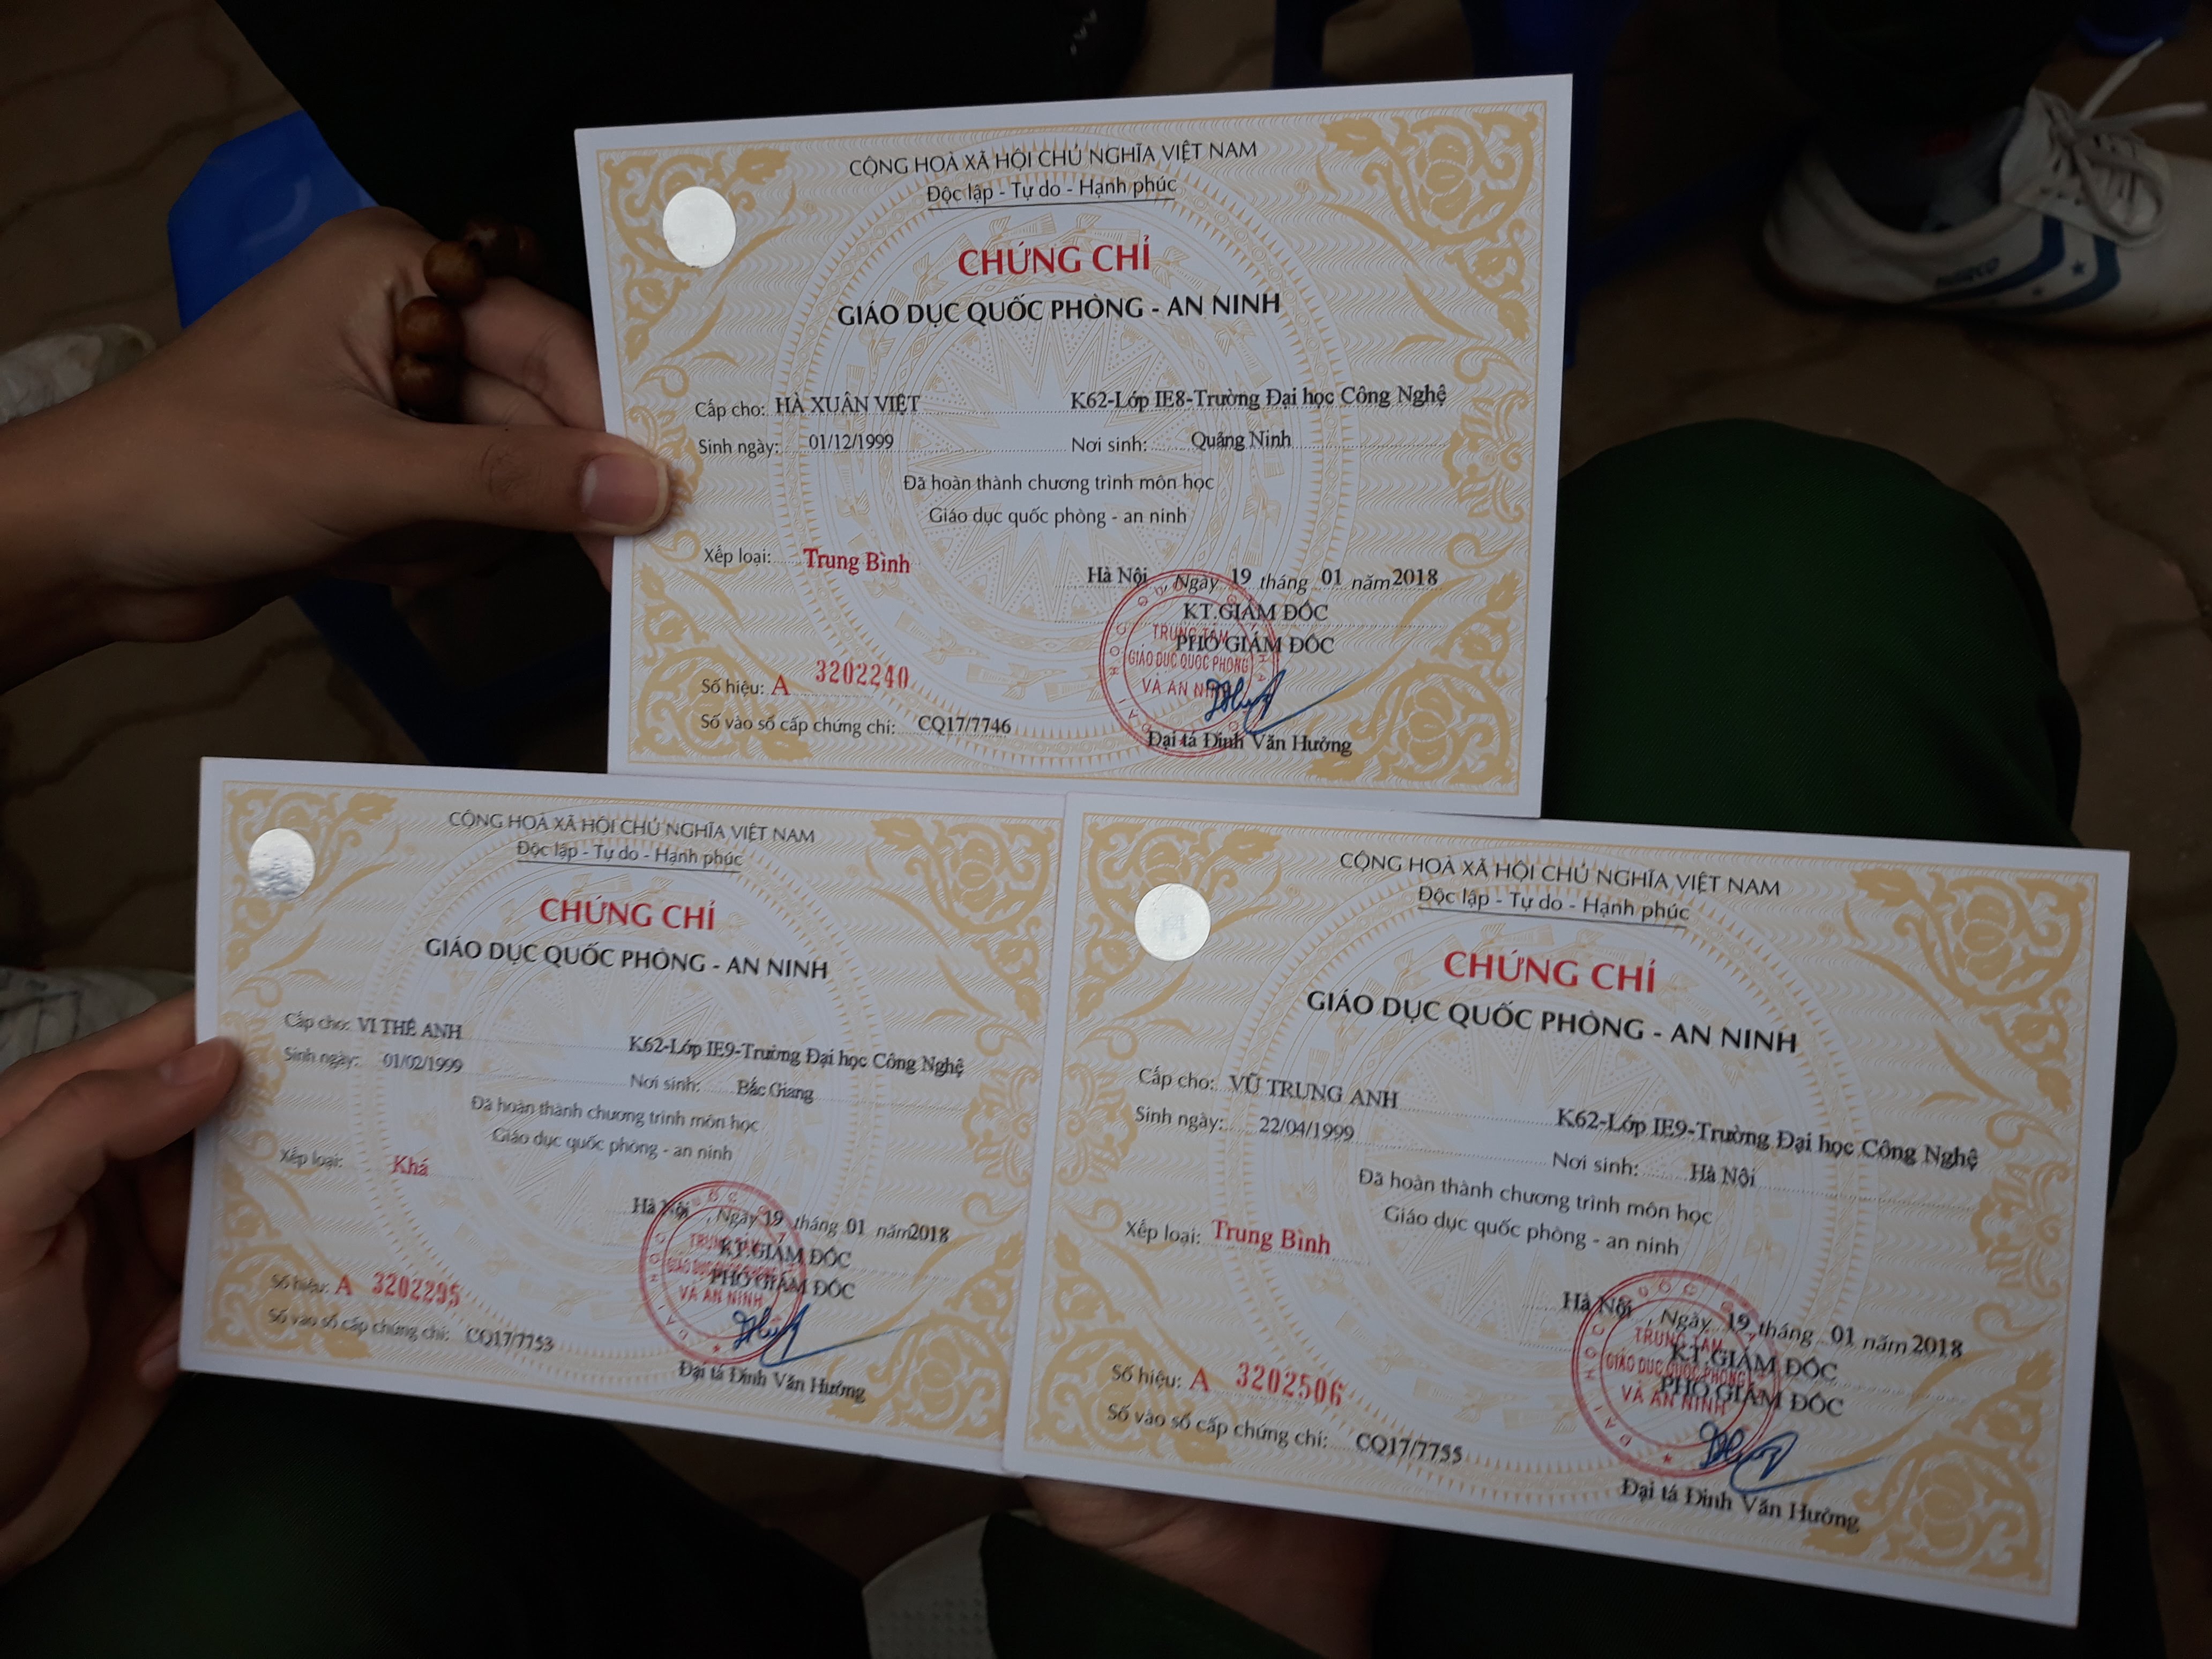 CỘNG HOÀ XÃ HỘI CHỦ NGHĨA VIỆT NAM
Độc lập - Tự do - Hạnh phúc
CHỨNG CHỈ
GIÁO DỤC QUỐC PHÒNG - AN NINH
Cấp cho: HÀ XUÂN VIỆT K62-Lớp IE8-Trường Đại học Công Nghệ
Sinh ngày: 01/12/1999 Nơi sinh: Quảng Ninh
Đã hoàn thành chương trình môn học
Giáo dục quốc phòng - an ninh
Xếp loại: Trung Bình
Hà Nội, Ngày 19 tháng 01 năm 2018
KT.GIÁM ĐỐC
PHÓ GIÁM ĐỐC
TRUNG TÂM
GIÁO DỤC QUỐC PHÒNG
VÀ AN NINH
Số hiệu: A 3202240
Số vào sổ cấp chứng chỉ: CQ17/7746
Đại tá Đinh Văn Hưởng
CỘNG HOÀ XÃ HỘI CHỦ NGHĨA VIỆT NAM
Độc lập - Tự do - Hạnh phúc
CHỨNG CHỈ
GIÁO DỤC QUỐC PHÒNG - AN NINH
Cấp cho: VI THẾ ANH K62-Lớp IE9-Trường Đại học Công Nghệ
Sinh ngày: 01/02/1999 Nơi sinh: Bắc Giang
Đã hoàn thành chương trình môn học
Giáo dục quốc phòng - an ninh
Xếp loại: Khá
Hà Nội, Ngày 19 tháng 01 năm 2018
KT.GIÁM ĐỐC
PHÓ GIÁM ĐỐC
TRUNG TÂM
GIÁO DỤC QUỐC PHÒNG
VÀ AN NINH
Số hiệu: A 3202295
Số vào sổ cấp chứng chỉ: CQ17/7753
Đại tá Đinh Văn Hưởng
CỘNG HOÀ XÃ HỘI CHỦ NGHĨA VIỆT NAM
Độc lập - Tự do - Hạnh phúc
CHỨNG CHỈ
GIÁO DỤC QUỐC PHÒNG - AN NINH
Cấp cho: VŨ TRUNG ANH K62-Lớp IE9-Trường Đại học Công Nghệ
Sinh ngày: 22/04/1999 Nơi sinh: Hà Nội
Đã hoàn thành chương trình môn học
Giáo dục quốc phòng - an ninh
Xếp loại: Trung Bình
Hà Nội, Ngày 19 tháng 01 năm 2018
KT.GIÁM ĐỐC
PHÓ GIÁM ĐỐC
TRUNG TÂM
GIÁO DỤC QUỐC PHÒNG
VÀ AN NINH
Số hiệu: A 3202506
Số vào sổ cấp chứng chỉ: CQ17/7755
Đại tá Đinh Văn Hưởng